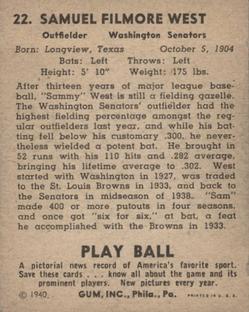 22. SAMUEL FILMORE WEST
Outfielder Washington Senators
Born: Longview, Texas October 5, 1904
Bats: Left Throws: Left
Height: 5' 10" Weight: 175 lbs.
After thirteen years of major league base-
ball, "Sammy" West is still a fielding gazelle.
The Washington Senators' outfielder had the
highest fielding percentage amongst the reg-
ular outfielders last year, and while his bat-
ting fell below his customary .300, he never-
theless wielded a potent bat. He brought in
52 runs with his 110 hits and .282 average,
bringing his lifetime average to .302. West
started with Washington in 1927, was traded
to the St. Louis Browns in 1933, and back to
the Senators in midseason of 1938. "Sam"
made 400 or more putouts in four seasons,
and once got "six for six," at bat, a feat
he accomplished with the Browns in 1933.
PLAY BALL
A pictorial news record of America's favorite sport.
Save these cards . . . know all about the game and its
prominent players. New pictures every year.
© 1940, GUM, INC., Phila., Pa. PRINTED IN U.S.A.